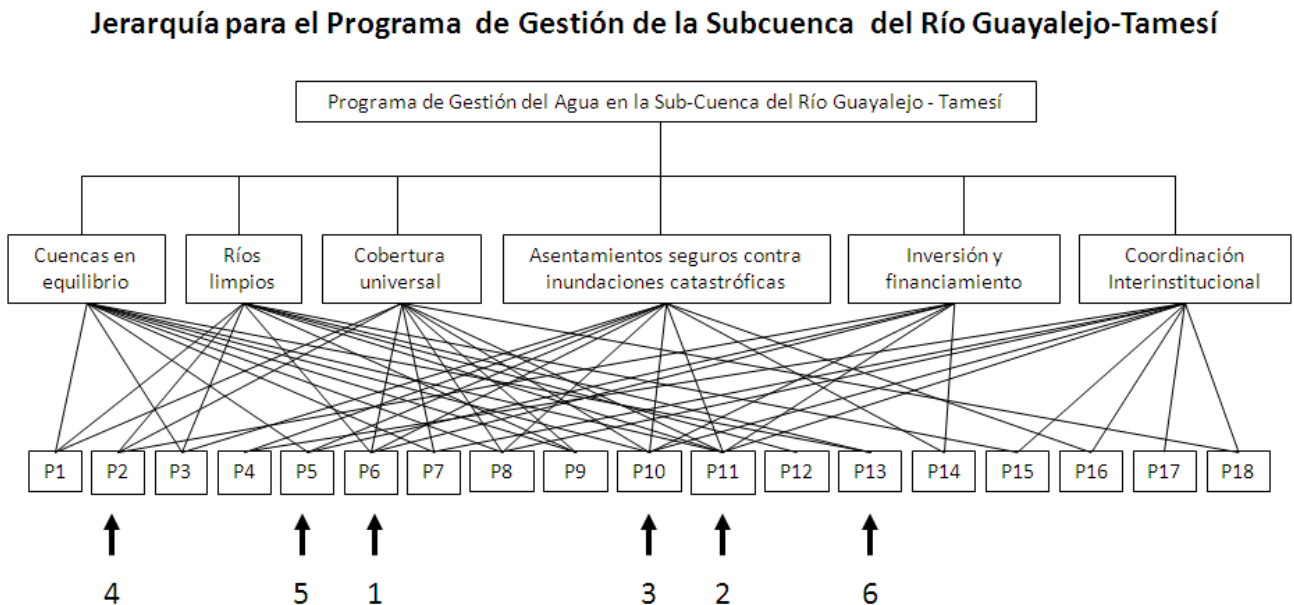 Jerarquía para el Programa de Gestión de la Subcuenca del Río Guayalejo-Tamesí
Programa de Gestión del Agua en la Sub-Cuenca del Río Guayalejo - Tamesí
Cuencas en
equilibrio
Ríos
limpios
Cobertura
universal
Asentamientos seguros contra
inundaciones catastróficas
Inversión y
financiamiento
Coordinación
Interinstitucional
P1
P2
P3
P4
P5
P6
P7
P8
P9
P10
P11
P12
P13
P14
P15
P16
P17
P18
4
5
1
3
2
6